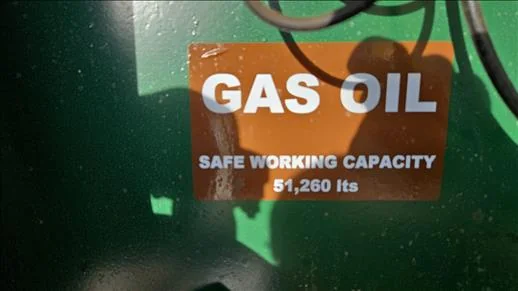 GAS OIL
SAFE WORKING CAPACITY
51,260 lts